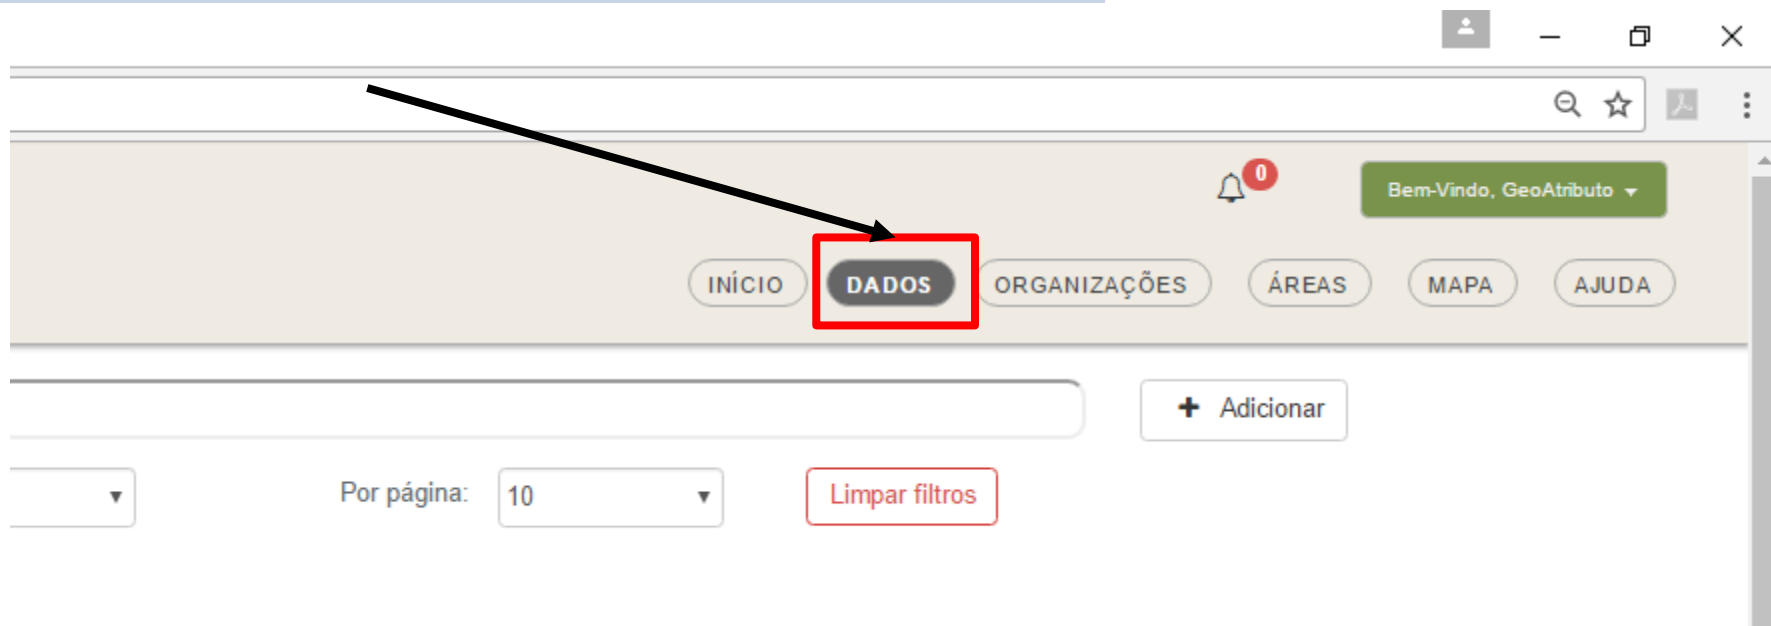 0
Bem-Vindo, GeoAtributo
INÍCIO DADOS ORGANIZAÇÕES ÁREAS MAPA AJUDA
+ Adicionar
Por página: 10 Limpar filtros